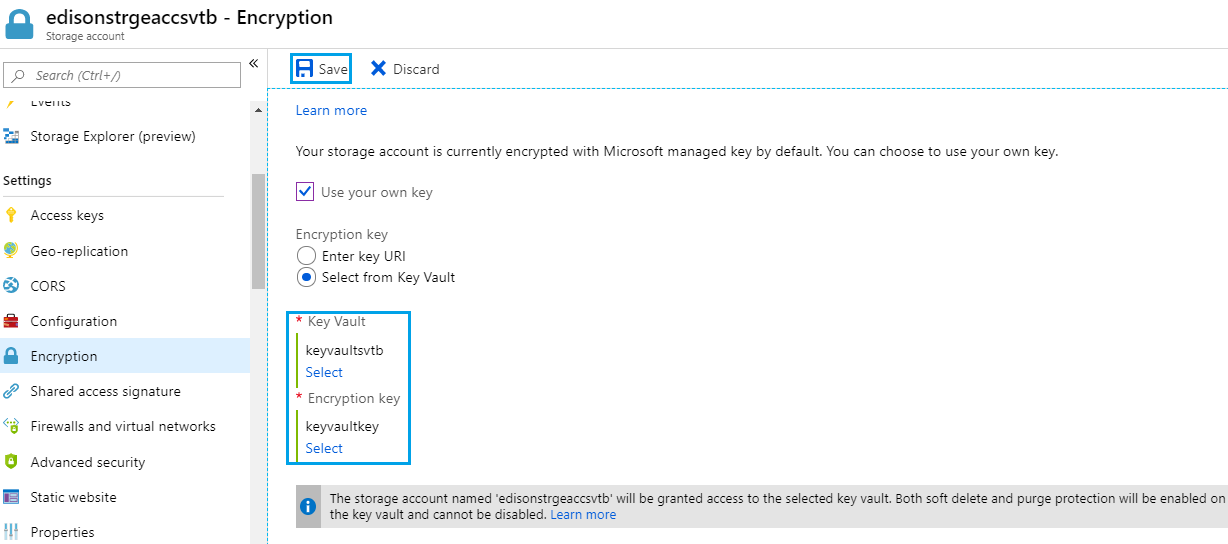 edisonstrgeaccsvtb - Encryption
Storage account
Search (Ctrl+/)
«
Save
Discard
Events
Storage Explorer (preview)
Settings
Access keys
Geo-replication
CORS
Configuration
Encryption
Shared access signature
Firewalls and virtual networks
Advanced security
Static website
Properties
Learn more
Your storage account is currently encrypted with Microsoft managed key by default. You can choose to use your own key.
Use your own key
Encryption key
Enter key URI
Select from Key Vault
* Key Vault
keyvaultsvtb
Select
* Encryption key
keyvaultkey
Select
The storage account named 'edisonstrgeaccsvtb' will be granted access to the selected key vault. Both soft delete and purge protection will be enabled on
the key vault and cannot be disabled. Learn more